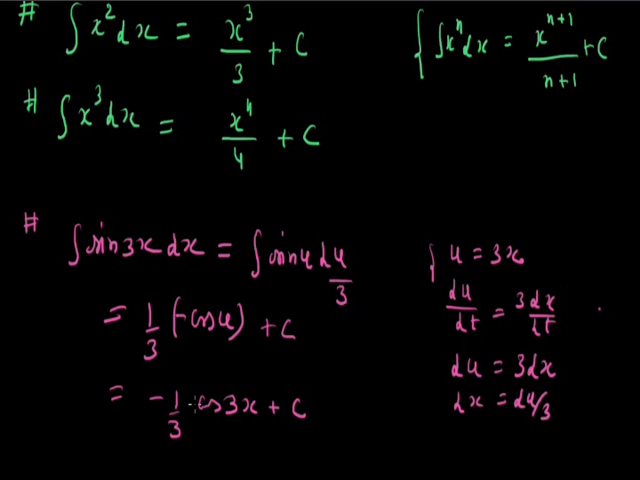 # ∫x²dx = x³/3 + C
{ ∫xⁿdx = xⁿ⁺¹/n+1 + C
# ∫x³dx = x⁴/4 + C
# ∫sin3x dx = ∫sinu du/3
= 1/3 (-cosu) + C
= -1/3 cos3x + C
{ u = 3x
du/dt = 3dx/dt
du = 3dx
dx = du/3